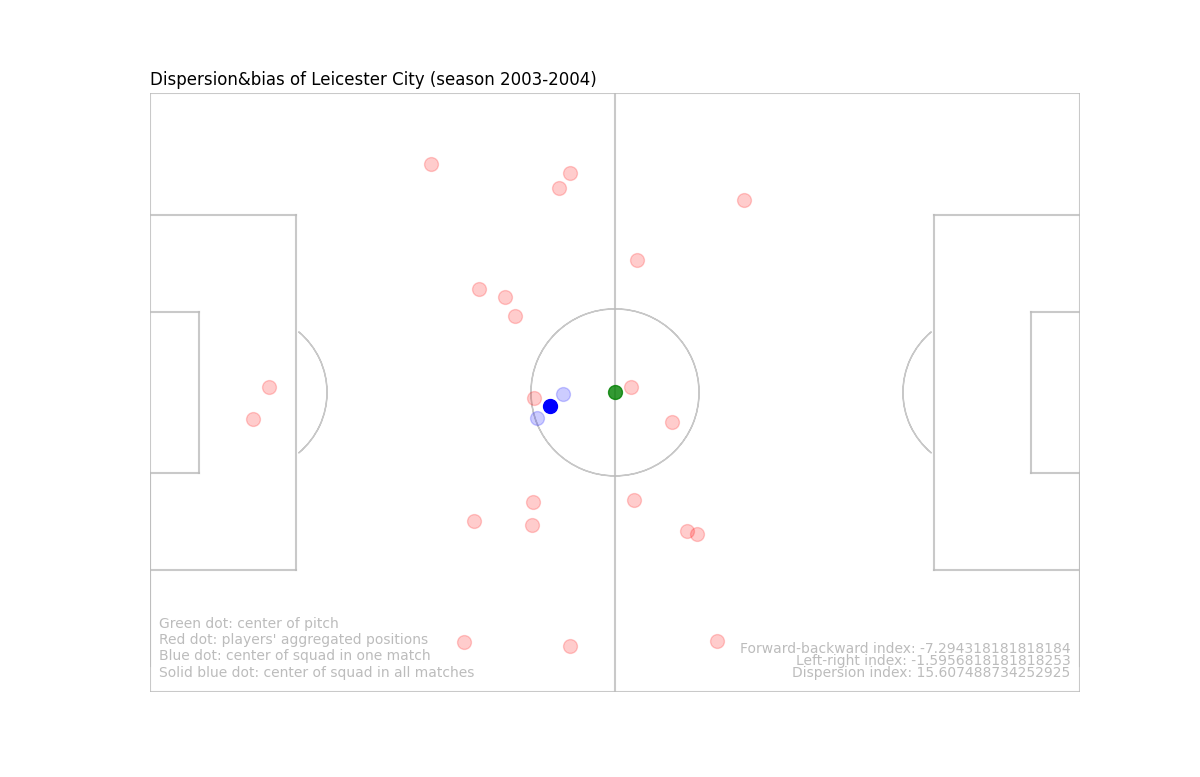 Dispersion&bias of Leicester City (season 2003-2004)
Green dot: center of pitch
Red dot: players' aggregated positions
Blue dot: center of squad in one match
Solid blue dot: center of squad in all matches
Forward-backward index: -7.294318181818184
Left-right index: -1.5956818181818253
Dispersion index: 15.607488734252925